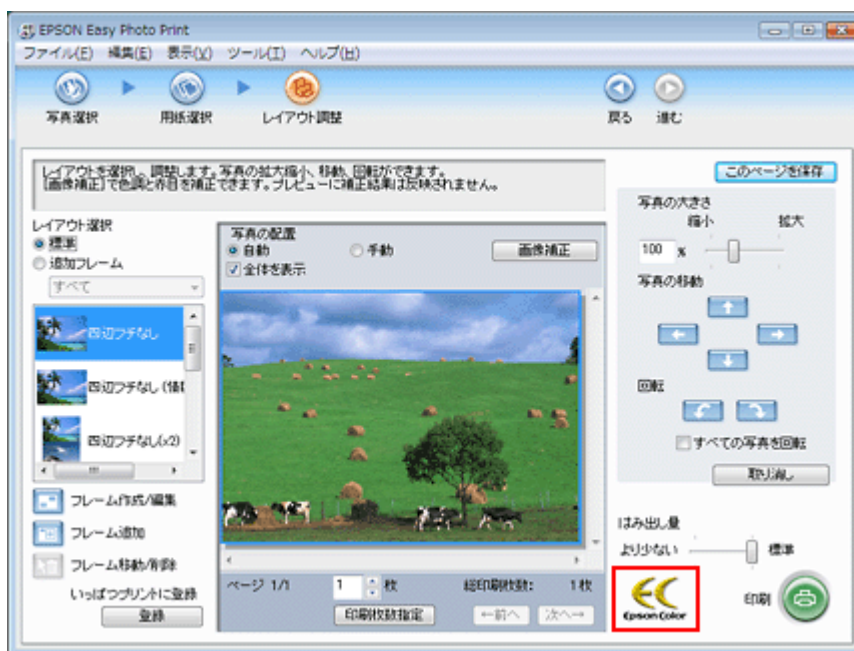 EPSON Easy Photo Print
ファイル(F) 編集(E) 表示(V) ツール(T) ヘルプ(H)
写真選択 用紙選択 レイアウト調整 戻る 進む
レイアウトを選択し、調整します。写真の拡大縮小、移動、回転ができます。
[画像補正]で色調と赤目を補正できます。プレビューに補正結果は反映されません。
このページを保存
レイアウト選択
標準
追加フレーム
すべて
四辺フチなし
四辺フチなし(x2)
フレーム作成/編集
フレーム追加
フレーム移動/削除
いっぱつプリントに登録
登録
写真の配置
自動 手動 画像補正
全体を表示
ページ 1/1 1 枚 総印刷枚数: 1 枚
印刷枚数指定 ←前へ 次へ→
写真の大きさ
縮小 拡大
100 %
写真の移動
回転
すべての写真を回転
取り消し
はみ出し量
より少ない 標準
EC
Epson Color
印刷